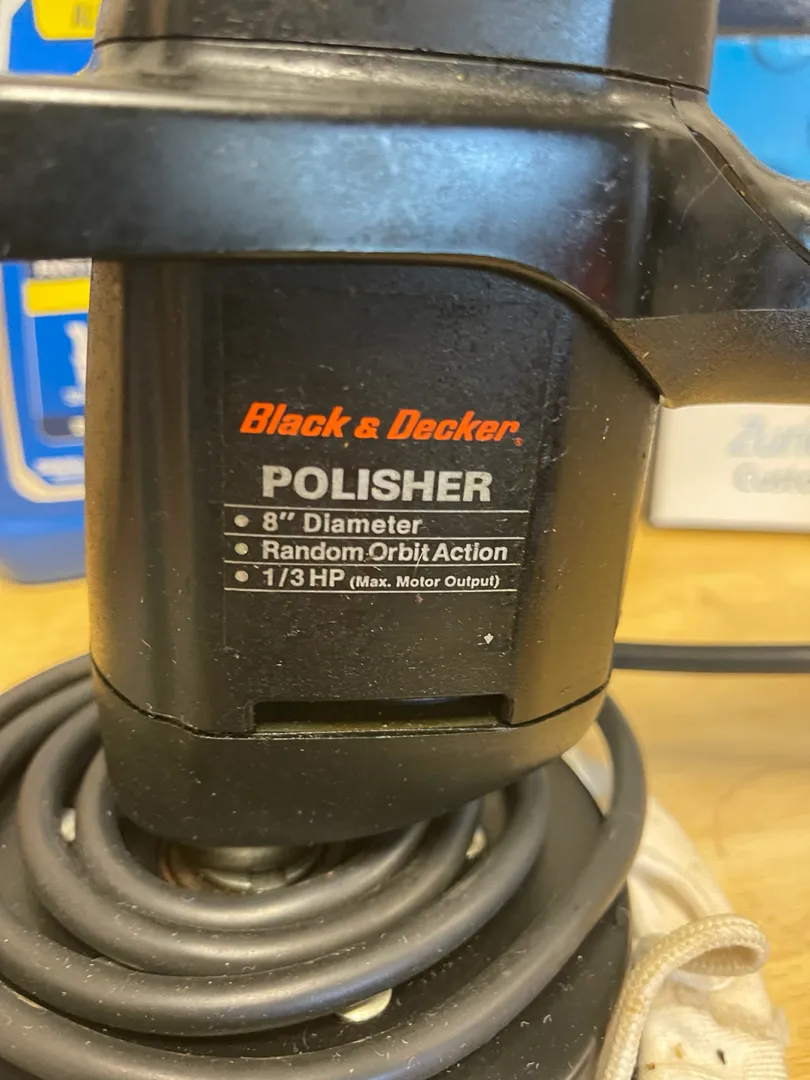 Black & Decker
POLISHER
• 8" Diameter
• Random Orbit Action
• 1/3 HP (Max. Motor Output)